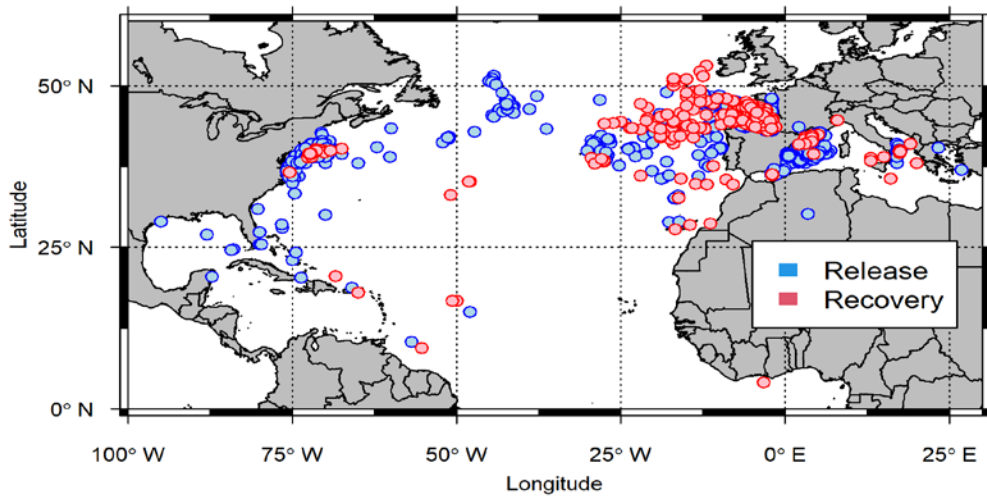 50° N
25° N
0° N
Latitude
Release
Recovery
100° W 75° W 50° W 25° W 0° E 25° E
Longitude